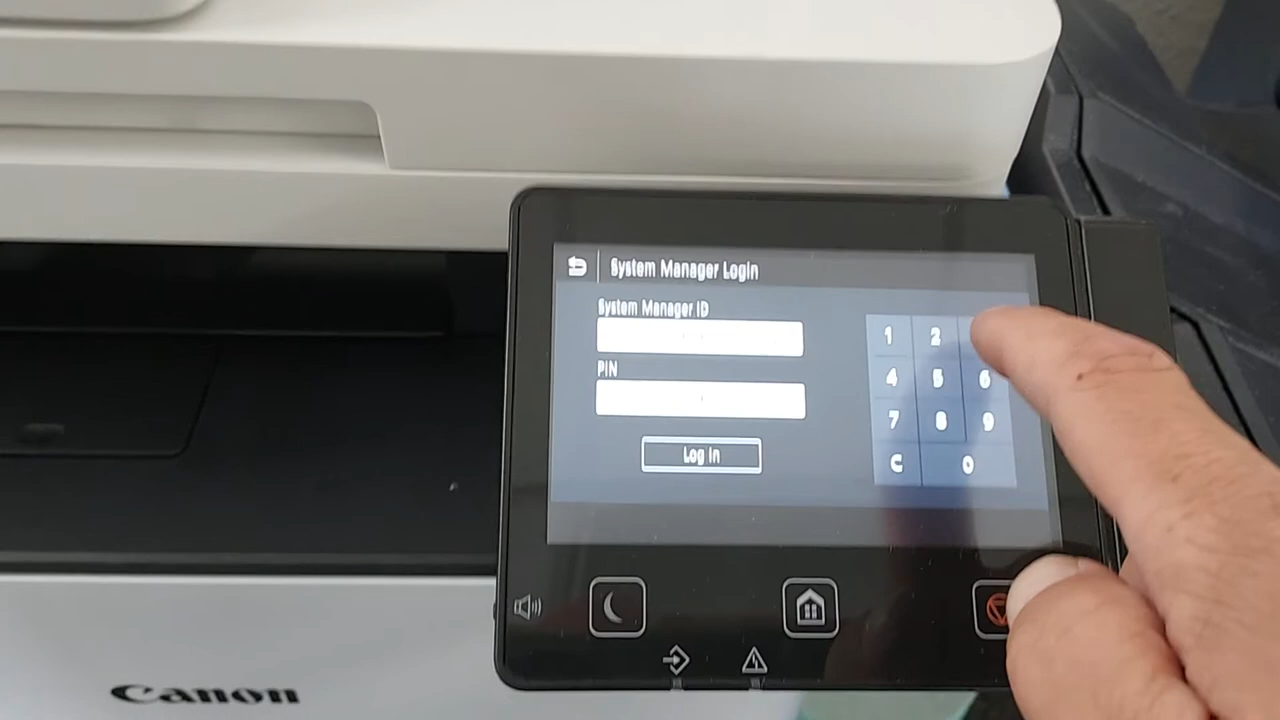 System Manager Login
System Manager ID
PIN
Log In
1 2
4 5 6
7 8 9
C 0
Canon